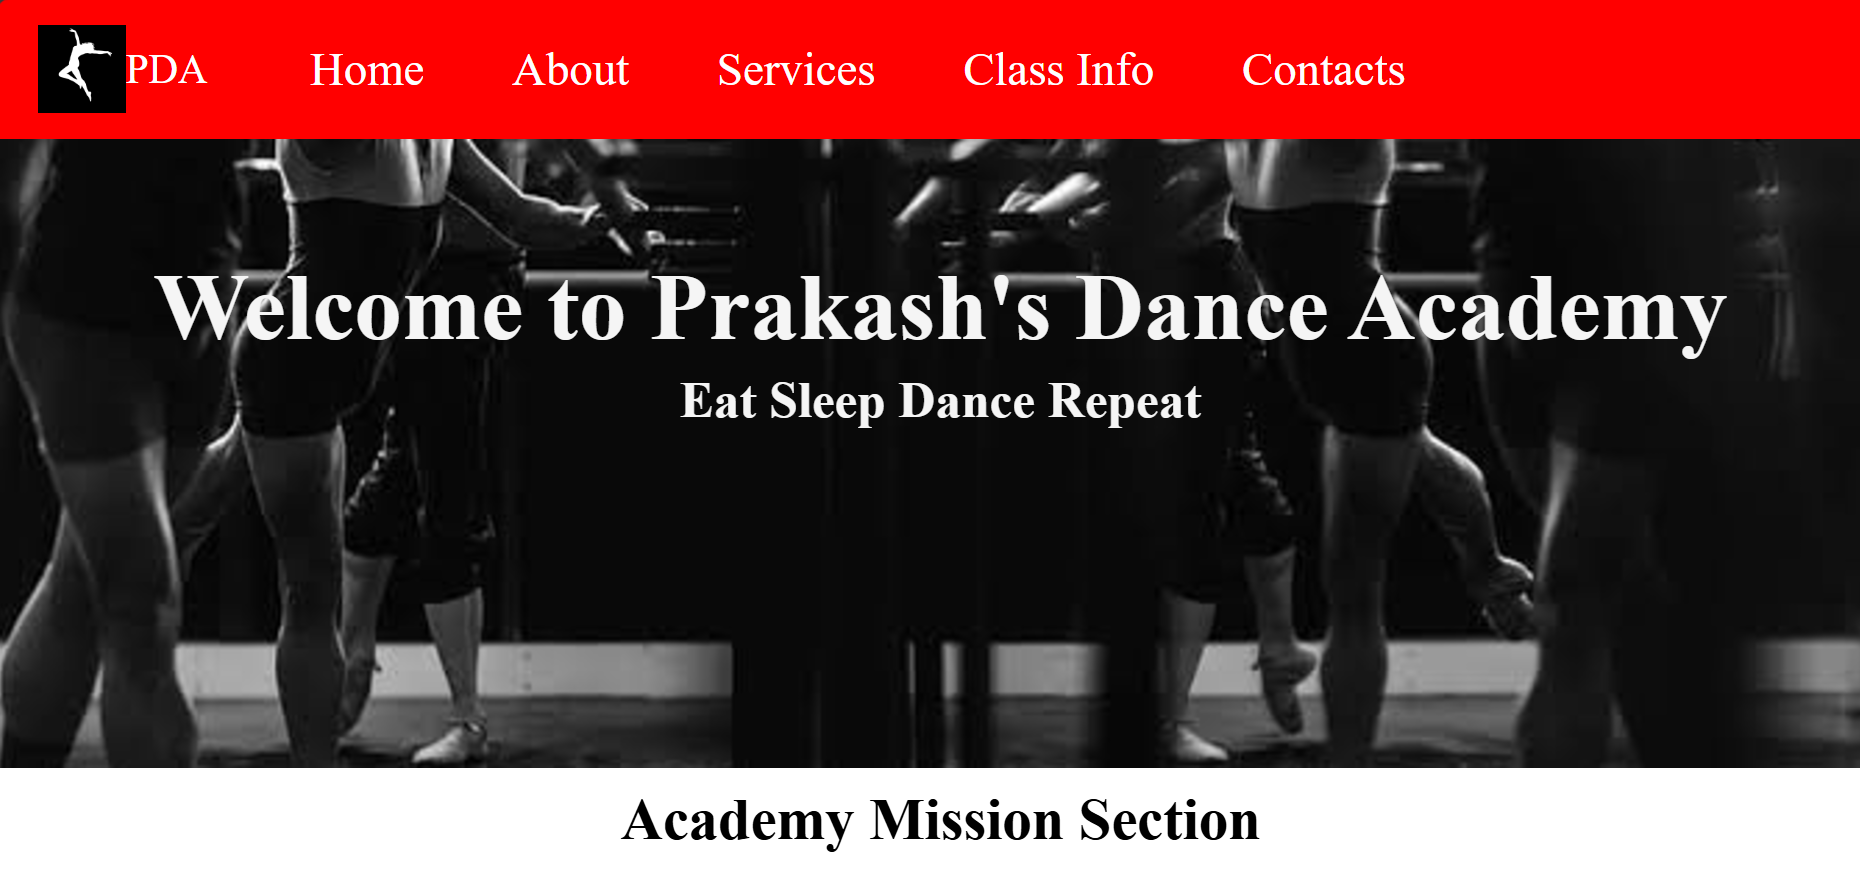 PDA Home About Services Class Info Contacts
Welcome to Prakash's Dance Academy
Eat Sleep Dance Repeat
Academy Mission Section